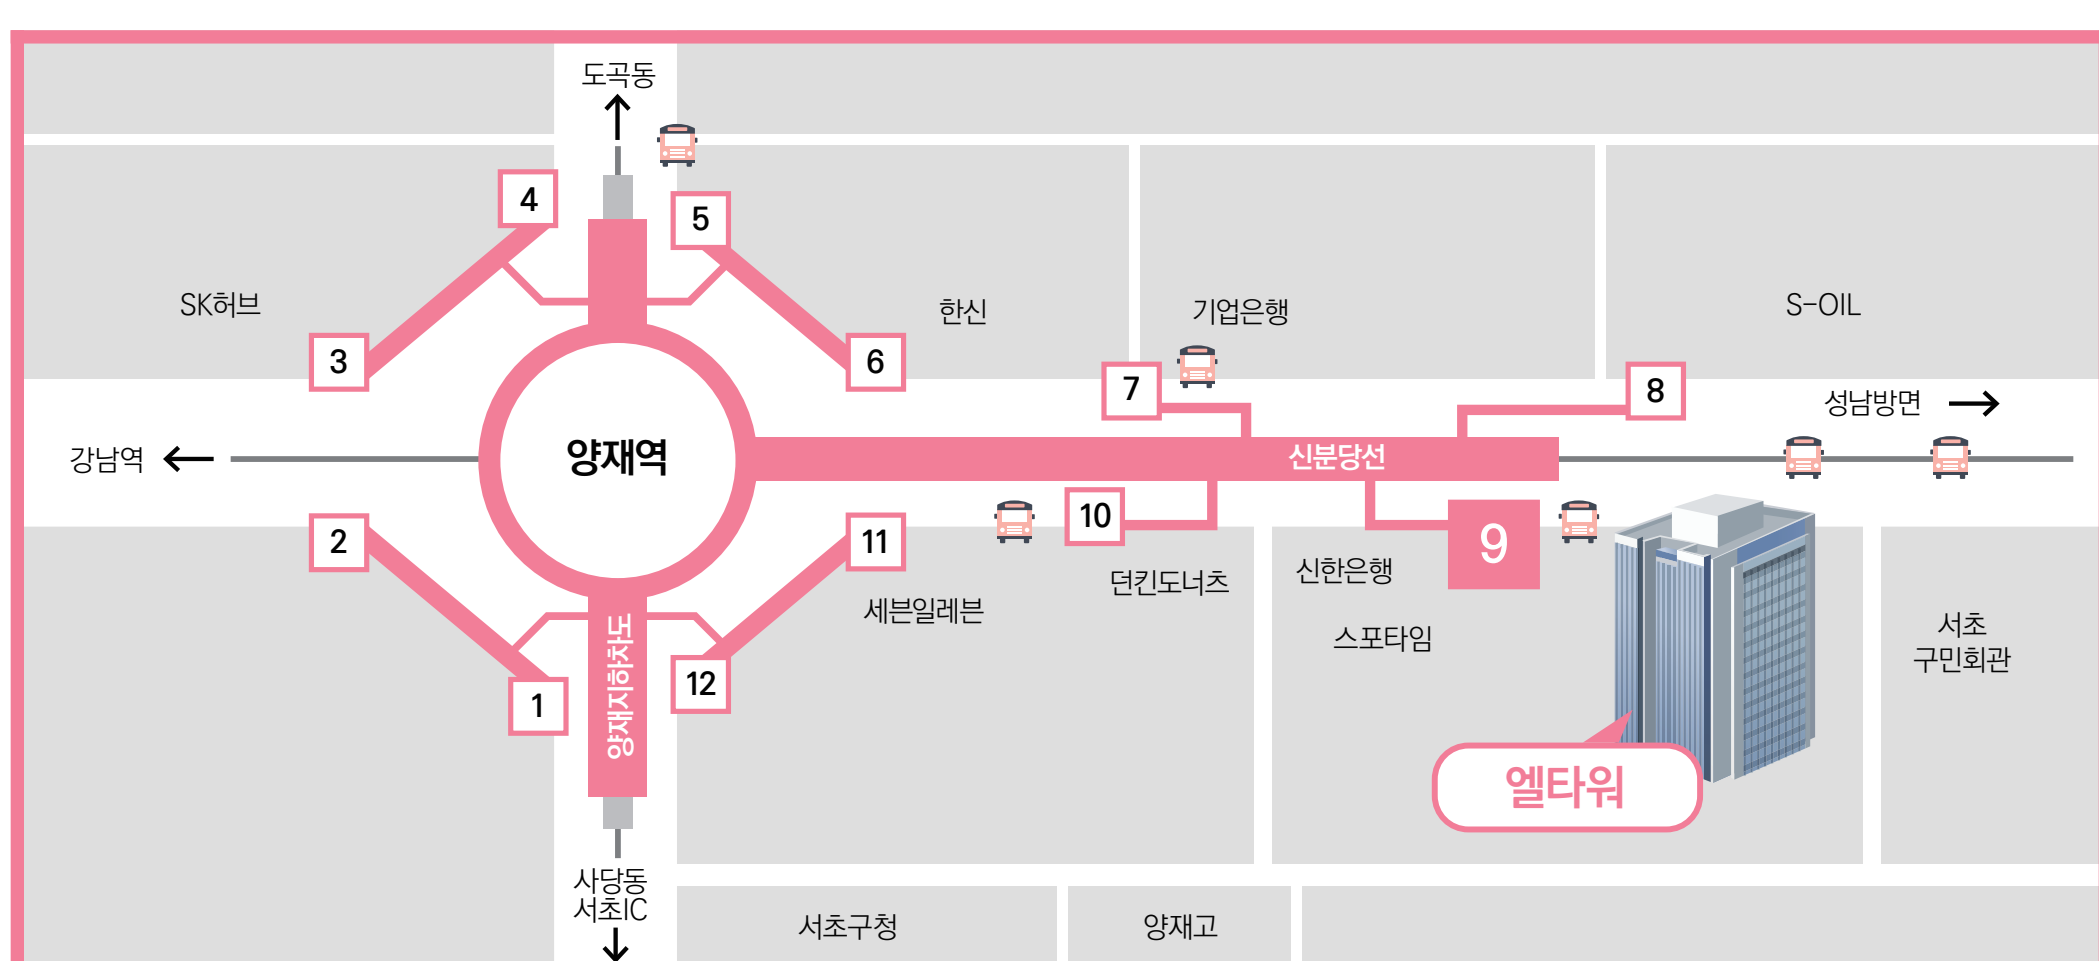 도곡동
4
5
SK허브
한신
기업은행
S-OIL
3
6
7
8
성남방면
강남역
양재역
신분당선
2
11
10
9
세븐일레븐
던킨도너츠
신한은행
스포타임
서초
구민회관
1
양재지하차도
12
엘타워
사당동
서초IC
서초구청
양재고